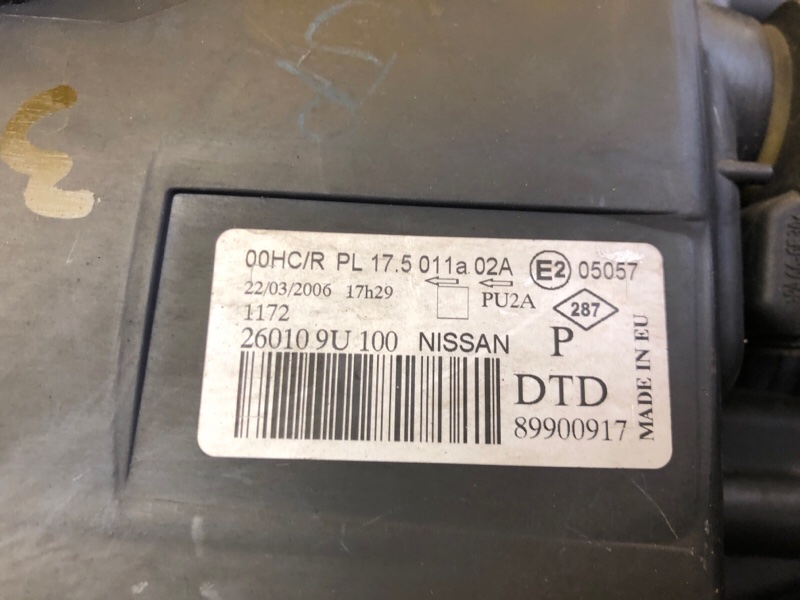 3
00HC/R PL 17.5 011a 02A E2 05057
22/03/2006 17h29 PU2A 287
1172
26010 9U 100 NISSAN P
DTD
89900917
MADE IN EU